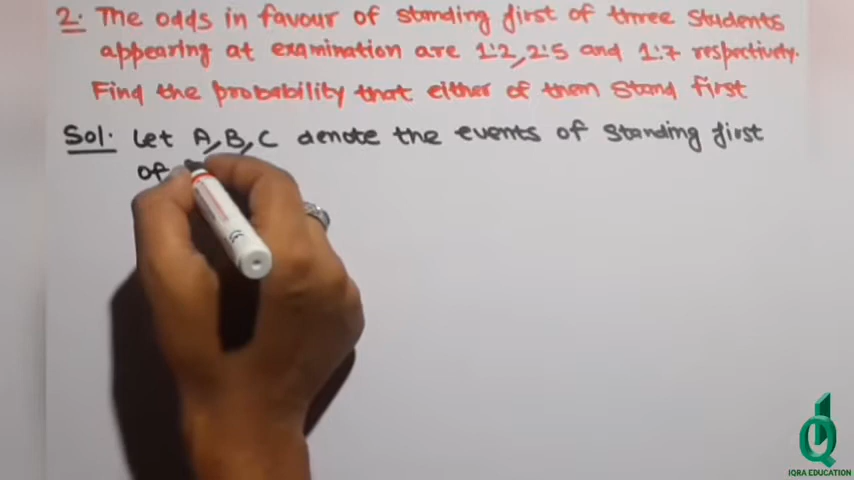 2. The odds in favour of standing first of three students
appearing at examination are 1:2, 2:5 and 1:7 respectively.
Find the probability that either of them stand first
Sol. Let A, B, C denote the events of standing first
of
IQRA EDUCATION